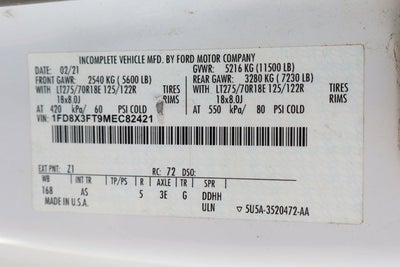 INCOMPLETE VEHICLE MFD. BY FORD MOTOR COMPANY
02/21 GVWR: 5216 KG (11500 LB)
FRONT GAWR: 2540 KG (5600 LB) REAR GAWR: 3280 KG (7230 LB)
WITH LT275/70R18E 125/122R TIRES WITH LT275/70R18E 125/122R TIRES
18x8.0J RIMS 18x8.0J RIMS
AT 420 kPa/ 60 PSI COLD AT 550 kPa/ 80 PSI COLD
VIN: 1FD8X3FT9MEC82421
EXT PNT: Z1 RC: 72 DSO:
WB INT TR TP/PS R AXLE TR SPR
168 AS 5 3E G DDHH
MADE IN U.S.A. ULN ▽ 5U5A-3520472-AA